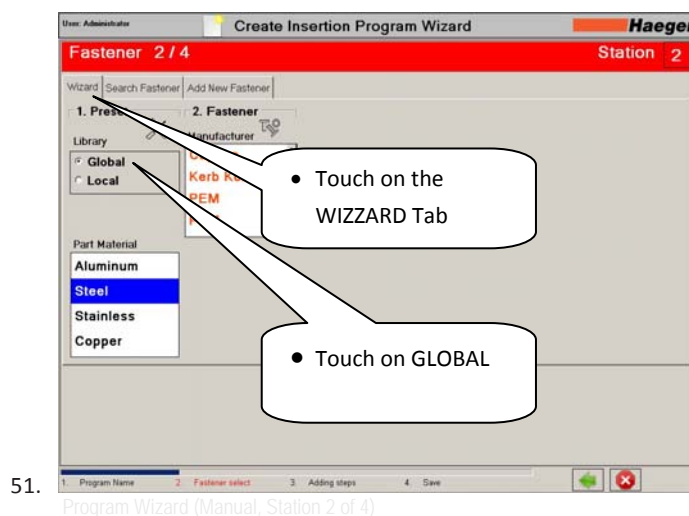 User: Administrator
Create Insertion Program Wizard
Haeger
Fastener 2/4
Station 2
Wizard
Search Fastener
Add New Fastener
1.
2. Fastener
Library
Manufacturer
Global
Local
Kerb
PEM
Part Material
Aluminum
Steel
Stainless
Copper
• Touch on the
WIZZARD Tab
• Touch on GLOBAL
51.
1. Program Name 2. Fastener select 3. Adding steps 4. Save
Program Wizard (Manual, Station 2 of 4)